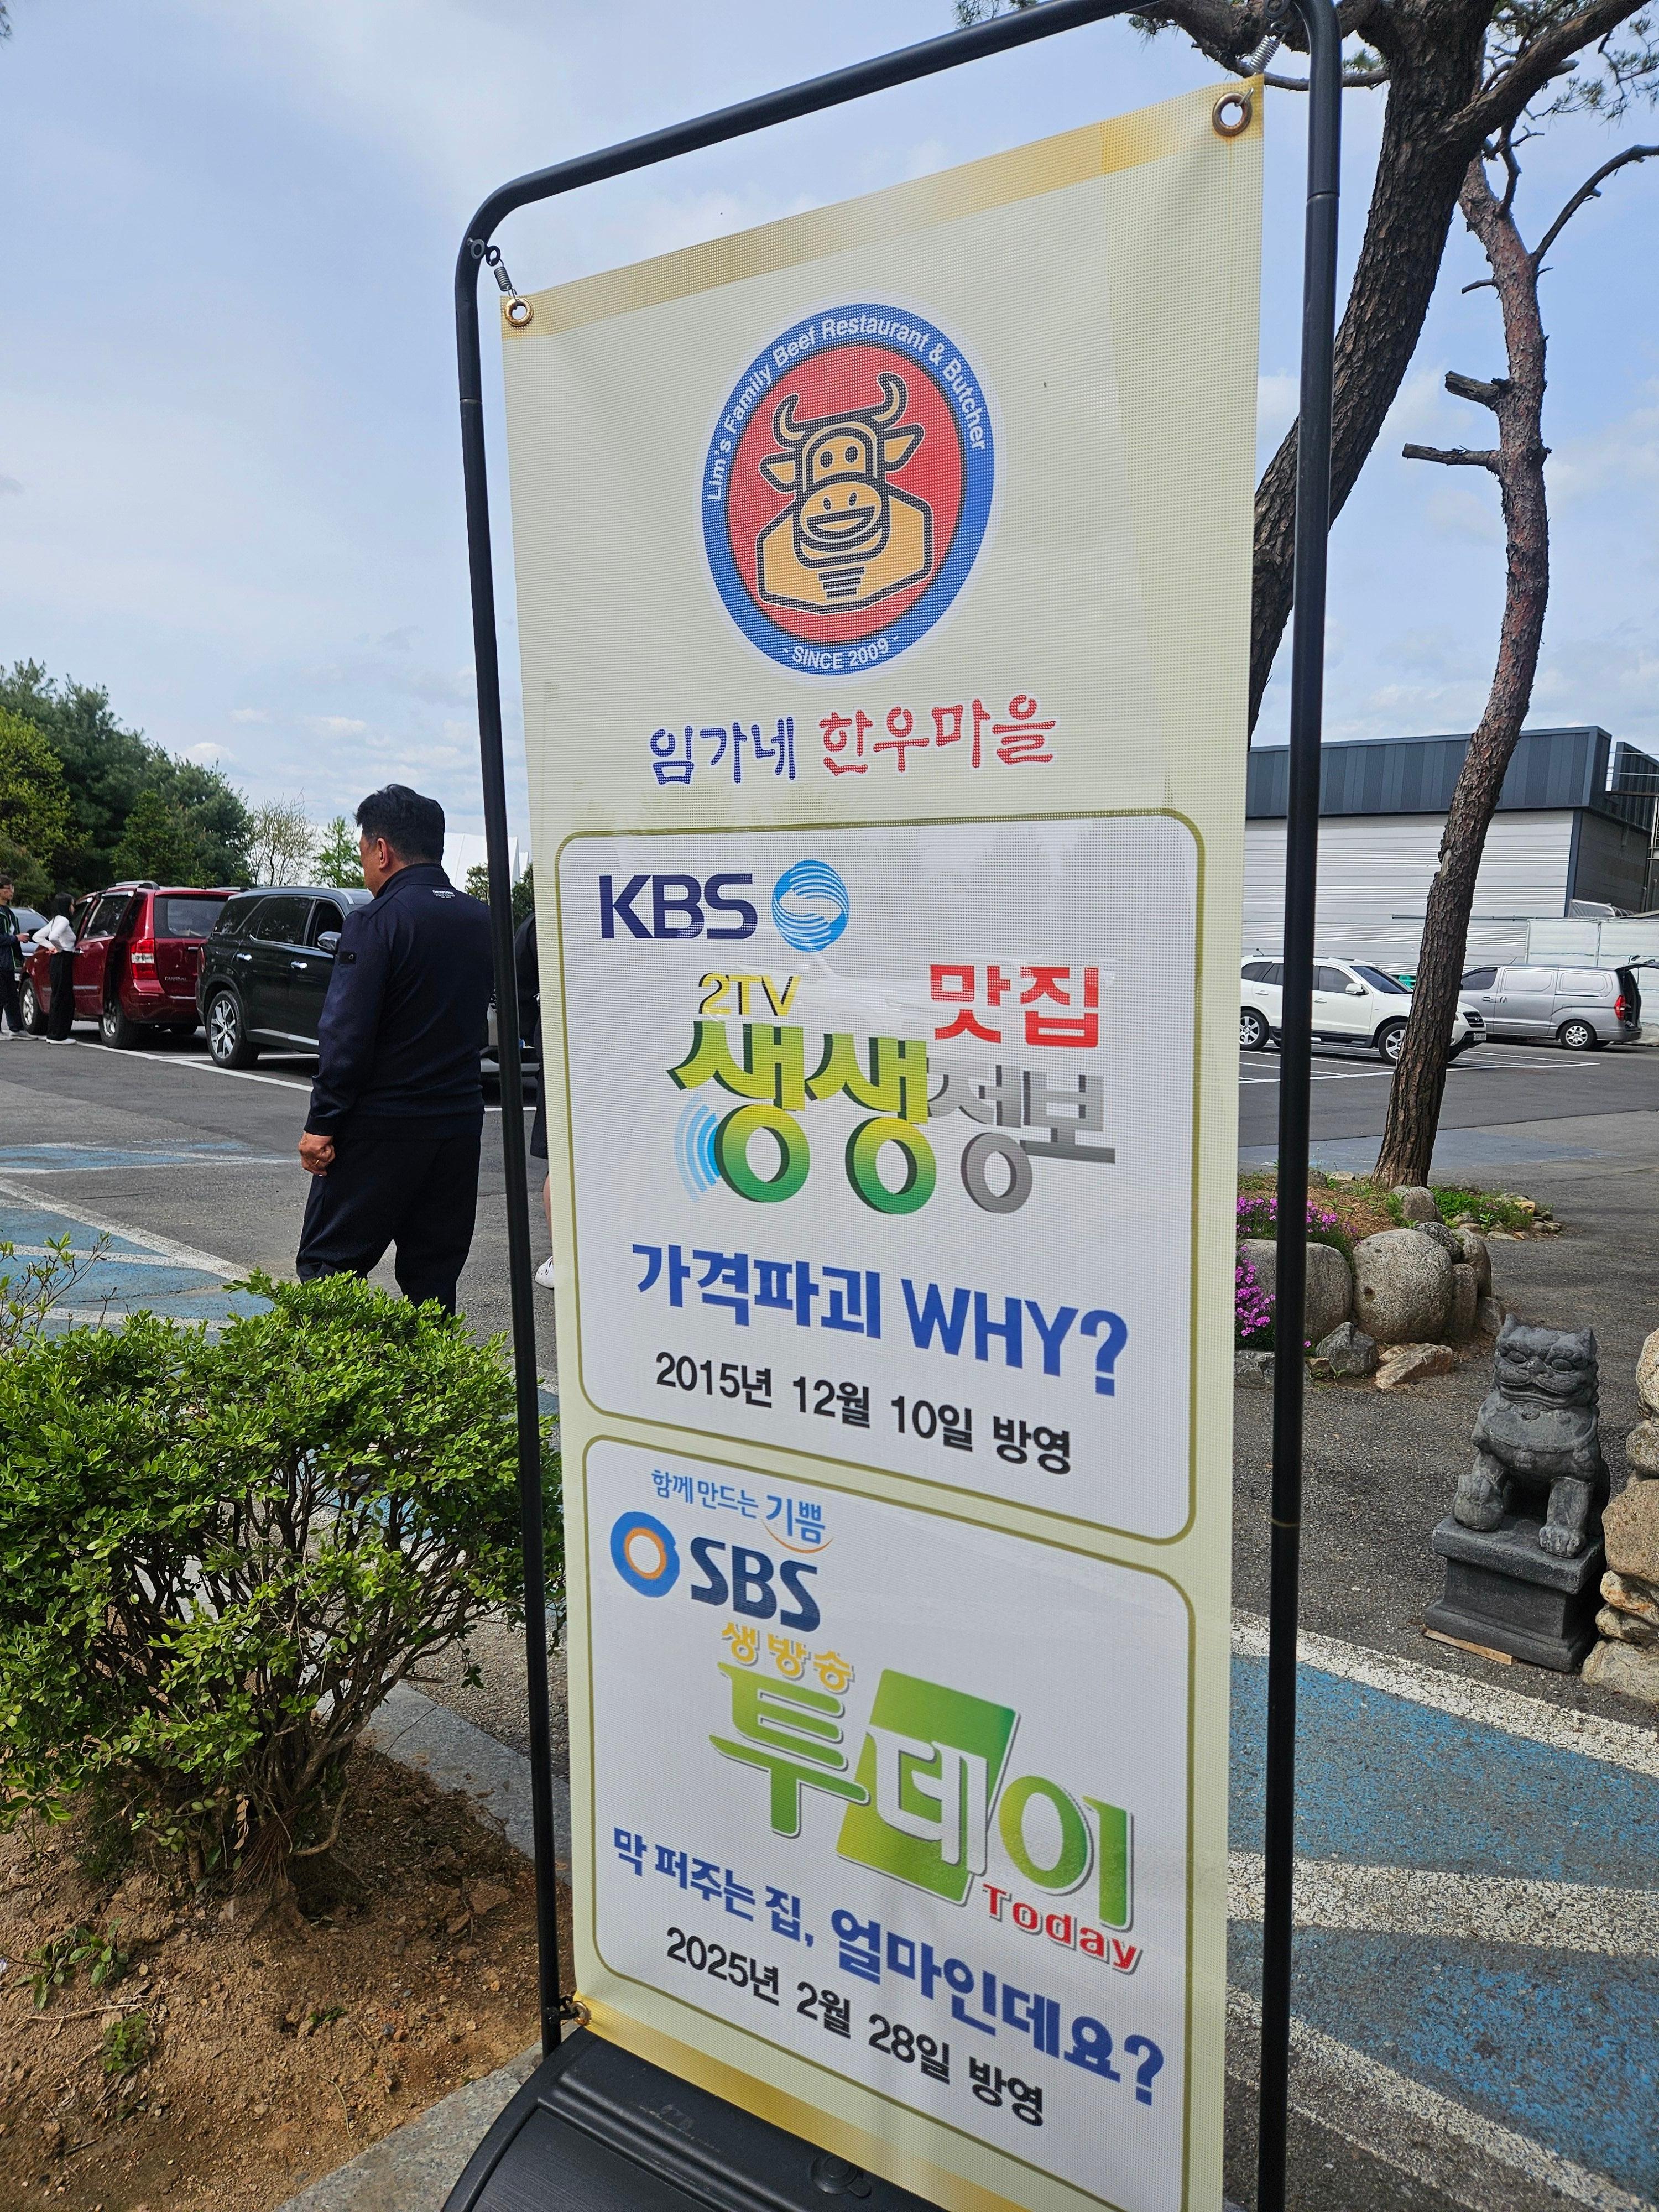 Lim's Family Beef Restaurant & Butcher
- SINCE 2009 -
임가네 한우마을
KBS
2TV 맛집
생생정보
가격파괴 WHY?
2015년 12월 10일 방영
함께 만드는 기쁨
SBS
생방송
투데이
Today
막 퍼주는 집, 얼마인데요?
2025년 2월 28일 방영